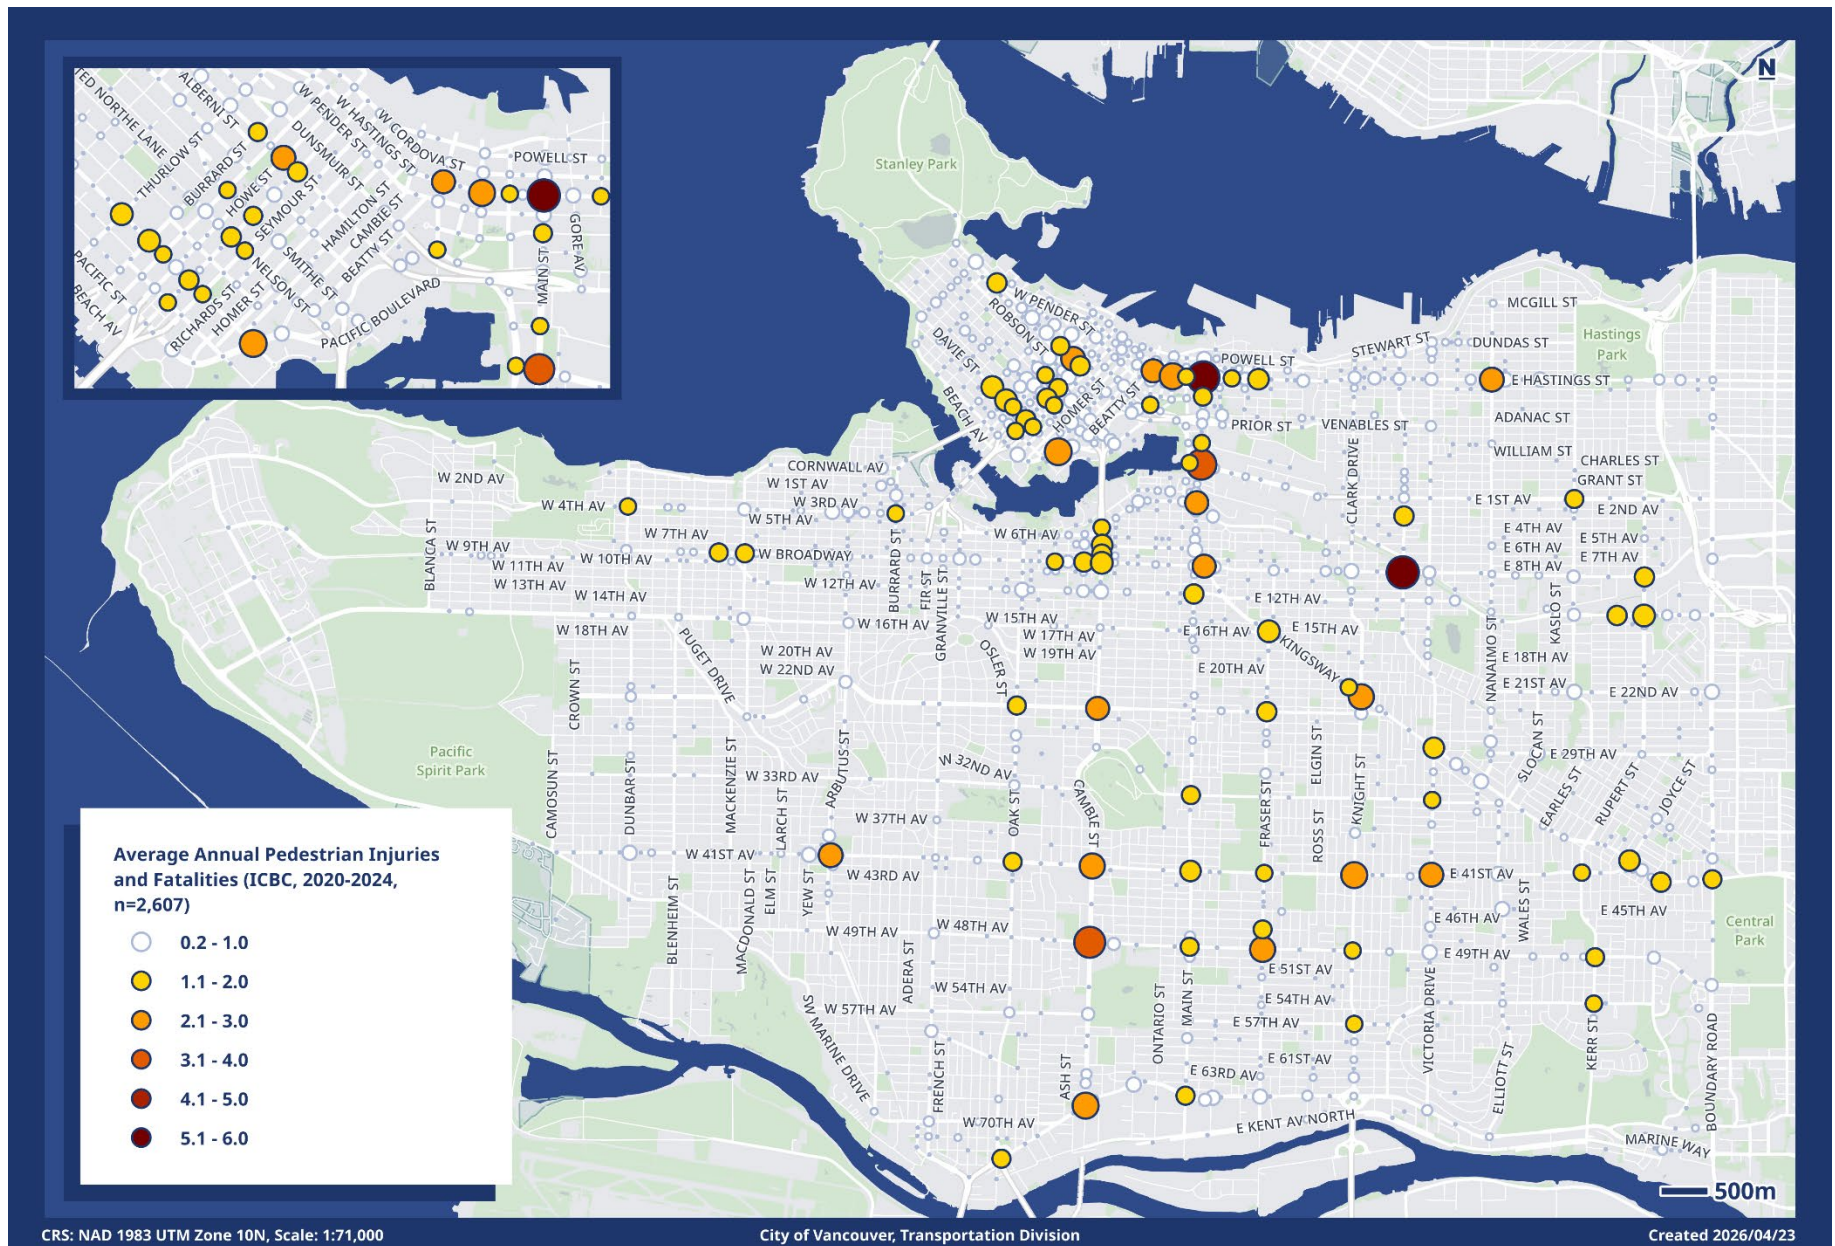 TED NORTHE LANE
ALBERNI ST
THURLOW ST
BURRARD ST
HOWE ST
SEYMOUR ST
W PENDER ST
W HASTINGS ST
W CORDOVA ST
DUNSMUIR ST
POWELL ST
HAMILTON ST
CAMBIE ST
BEATTY ST
SMITHE ST
NELSON ST
HOMER ST
RICHARDS ST
PACIFIC ST
BEACH AV
PACIFIC BOULEVARD
MAIN ST
GORE AV
N
Stanley Park
W PENDER ST
ROBSON ST
DAVIE ST
BEACH AV
HOMER ST
BEATTY ST
POWELL ST
STEWART ST
MCGILL ST
DUNDAS ST
Hastings
Park
E HASTINGS ST
ADANAC ST
PRIOR ST
VENABLES ST
WILLIAM ST
CHARLES ST
GRANT ST
CLARK DRIVE
E 1ST AV
E 2ND AV
E 4TH AV
E 5TH AV
E 6TH AV
E 7TH AV
E 8TH AV
CORNWALL AV
W 1ST AV
W 2ND AV
W 3RD AV
W 4TH AV
W 5TH AV
W 6TH AV
W 7TH AV
W BROADWAY
W 9TH AV
W 10TH AV
W 11TH AV
W 12TH AV
W 13TH AV
W 14TH AV
W 15TH AV
W 16TH AV
W 17TH AV
W 18TH AV
W 19TH AV
W 20TH AV
W 22ND AV
BLANCA ST
BURRARD ST
FIR ST
GRANVILLE ST
OSLER ST
PUGET DRIVE
CROWN ST
E 12TH AV
E 15TH AV
E 16TH AV
KINGSWAY
E 18TH AV
E 20TH AV
E 21ST AV
E 22ND AV
NANAIMO ST
KASLO ST
SLOCAN ST
E 29TH AV
EARLES ST
RUPERT ST
JOYCE ST
Pacific
Spirit Park
CAMOSUN ST
DUNBAR ST
MACKENZIE ST
LARCH ST
ARBUTUS ST
W 32ND AV
W 33RD AV
W 37TH AV
OAK ST
CAMBIE ST
FRASER ST
ELGIN ST
ROSS ST
KNIGHT ST
W 41ST AV
W 43RD AV
E 41ST AV
E 45TH AV
E 46TH AV
BLENHEIM ST
MACDONALD ST
ELM ST
YEW ST
W 48TH AV
W 49TH AV
E 49TH AV
WALES ST
Central
Park
ADERA ST
E 51ST AV
W 54TH AV
E 54TH AV
W 57TH AV
E 57TH AV
ONTARIO ST
MAIN ST
VICTORIA DRIVE
E 61ST AV
E 63RD AV
SW MARINE DRIVE
FRENCH ST
ASH ST
ELLIOTT ST
KERR ST
BOUNDARY ROAD
W 70TH AV
E KENT AV NORTH
MARINE WAY
500m
Average Annual Pedestrian Injuries
and Fatalities (ICBC, 2020-2024,
n=2,607)
0.2 - 1.0
1.1 - 2.0
2.1 - 3.0
3.1 - 4.0
4.1 - 5.0
5.1 - 6.0
CRS: NAD 1983 UTM Zone 10N, Scale: 1:71,000
City of Vancouver, Transportation Division
Created 2026/04/23